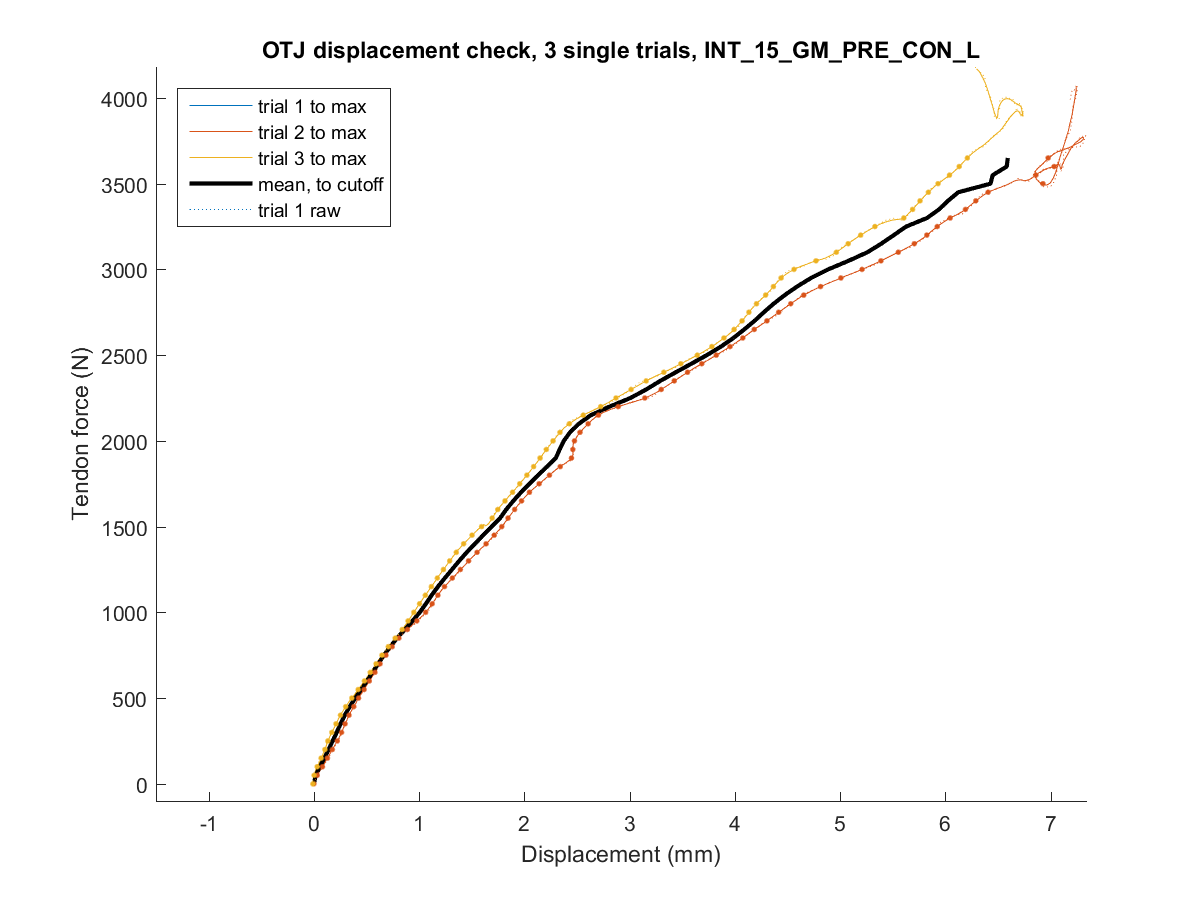 OTJ displacement check, 3 single trials, INT_15_GM_PRE_CON_L
trial 1 to max
trial 2 to max
trial 3 to max
mean, to cutoff
trial 1 raw
4000
3500
3000
2500
2000
1500
1000
500
0
Tendon force (N)
-1 0 1 2 3 4 5 6 7
Displacement (mm)